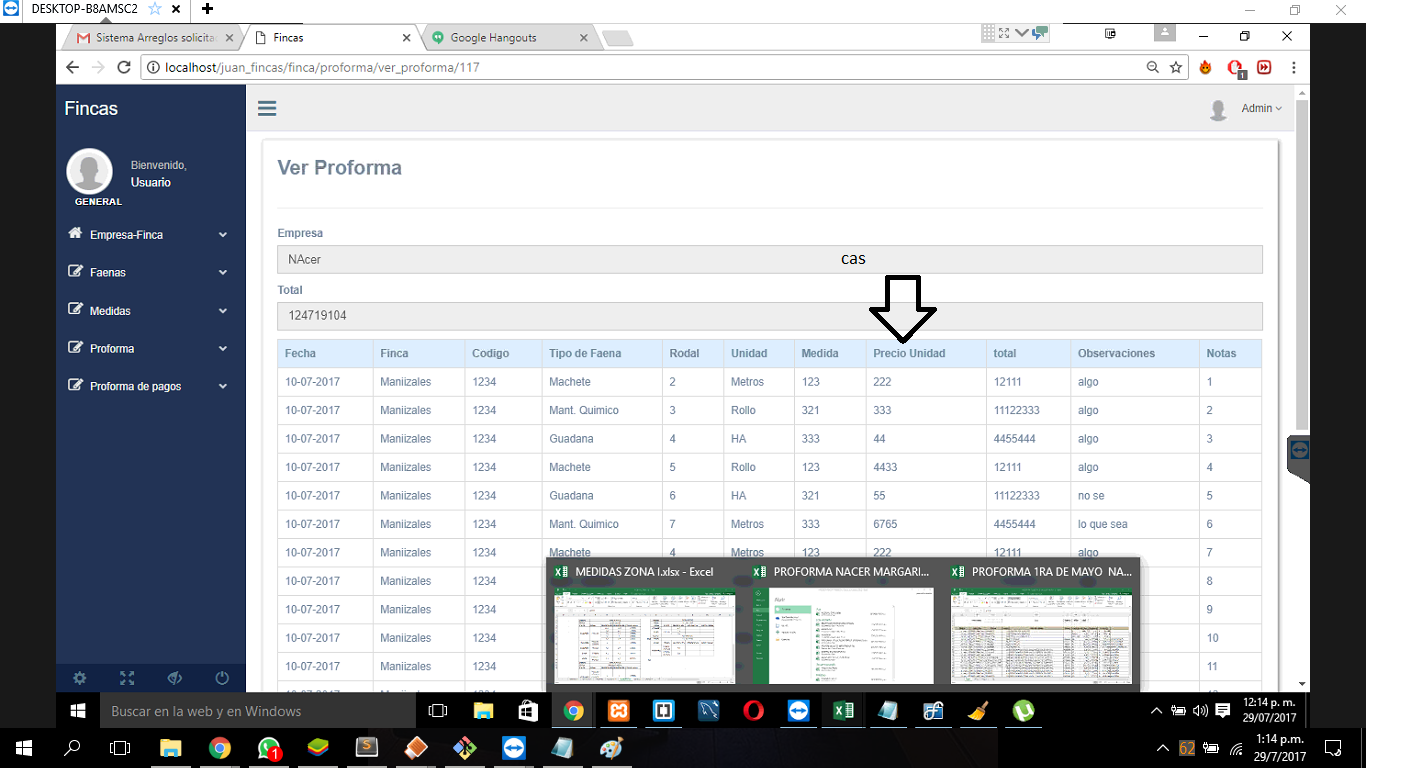 DESKTOP-B8AMSC2
Sistema Arreglos solicita
Fincas
Google Hangouts
localhost/juan_fincas/finca/proforma/ver_proforma/117
1
Fincas
Admin
Bienvenido,
Usuario
GENERAL
Empresa-Finca
Faenas
Medidas
Proforma
Proforma de pagos
Ver Proforma
Empresa
NAcer
cas
Total
124719104
Fecha Finca Codigo Tipo de Faena Rodal Unidad Medida Precio Unidad total Observaciones Notas
10-07-2017 Maniizales 1234 Machete 2 Metros 123 222 12111 algo 1
10-07-2017 Maniizales 1234 Mant. Quimico 3 Rollo 321 333 11122333 algo 2
10-07-2017 Maniizales 1234 Guadana 4 HA 333 44 4455444 algo 3
10-07-2017 Maniizales 1234 Machete 5 Rollo 123 4433 12111 algo 4
10-07-2017 Maniizales 1234 Guadana 6 HA 321 55 11122333 no se 5
10-07-2017 Maniizales 1234 Mant. Quimico 7 Metros 333 6765 4455444 lo que sea 6
10-07-2017 Maniizales 1234 Machete 4 Metros 123 222 12111 algo 7
10-07-2017 Maniizales 1234 8
10-07-2017 Maniizales 1234 9
10-07-2017 Maniizales 1234 10
10-07-2017 Maniizales 1234 11
MEDIDAS ZONA I.xlsx - Excel
PROFORMA NACER MARGARI...
PROFORMA 1RA DE MAYO NA...
Buscar en la web y en Windows
12:14 p. m.
29/07/2017
1
62
1:14 p.m.
29/7/2017